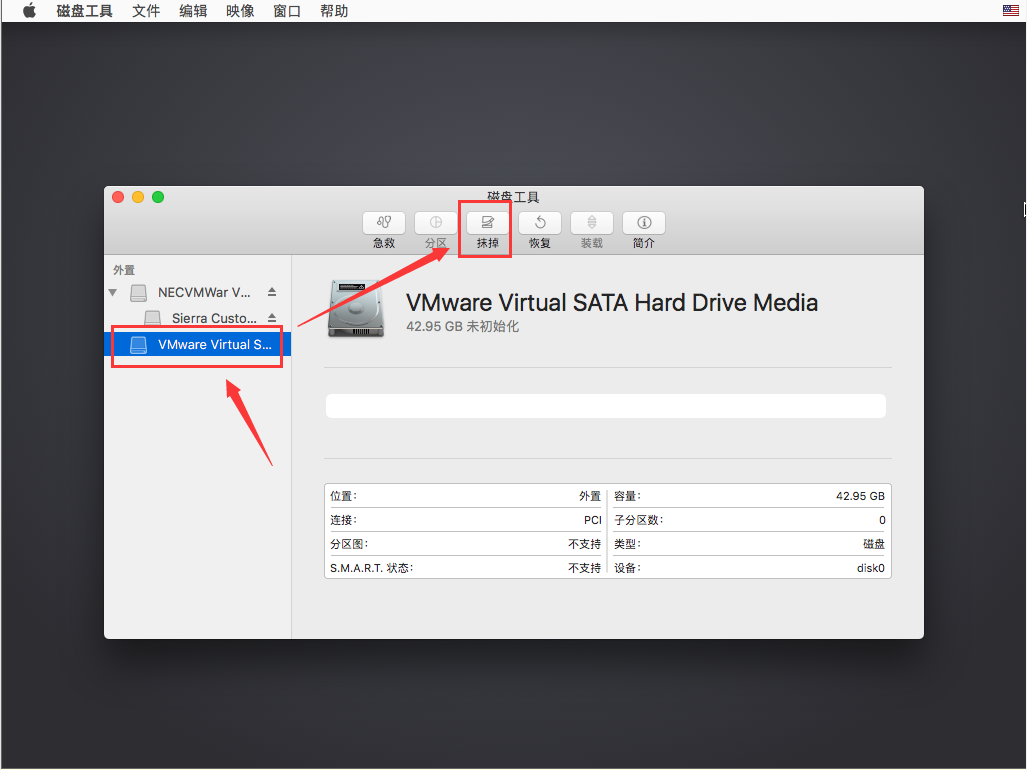 磁盘工具 文件 编辑 映像 窗口 帮助
磁盘工具
急救 分区 抹掉 恢复 装载 简介
外置
NECVMWar V...
Sierra Custo...
VMware Virtual S...
VMware Virtual SATA Hard Drive Media
42.95 GB 未初始化
位置: 外置 容量: 42.95 GB
连接: PCI 子分区数: 0
分区图: 不支持 类型: 磁盘
S.M.A.R.T. 状态: 不支持 设备: disk0